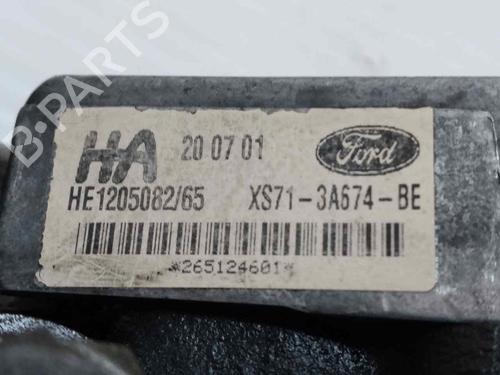 B-PARTS
HA 20 07 01 Ford
HE1205082/65 XS71-3A674-BE
*265124601*